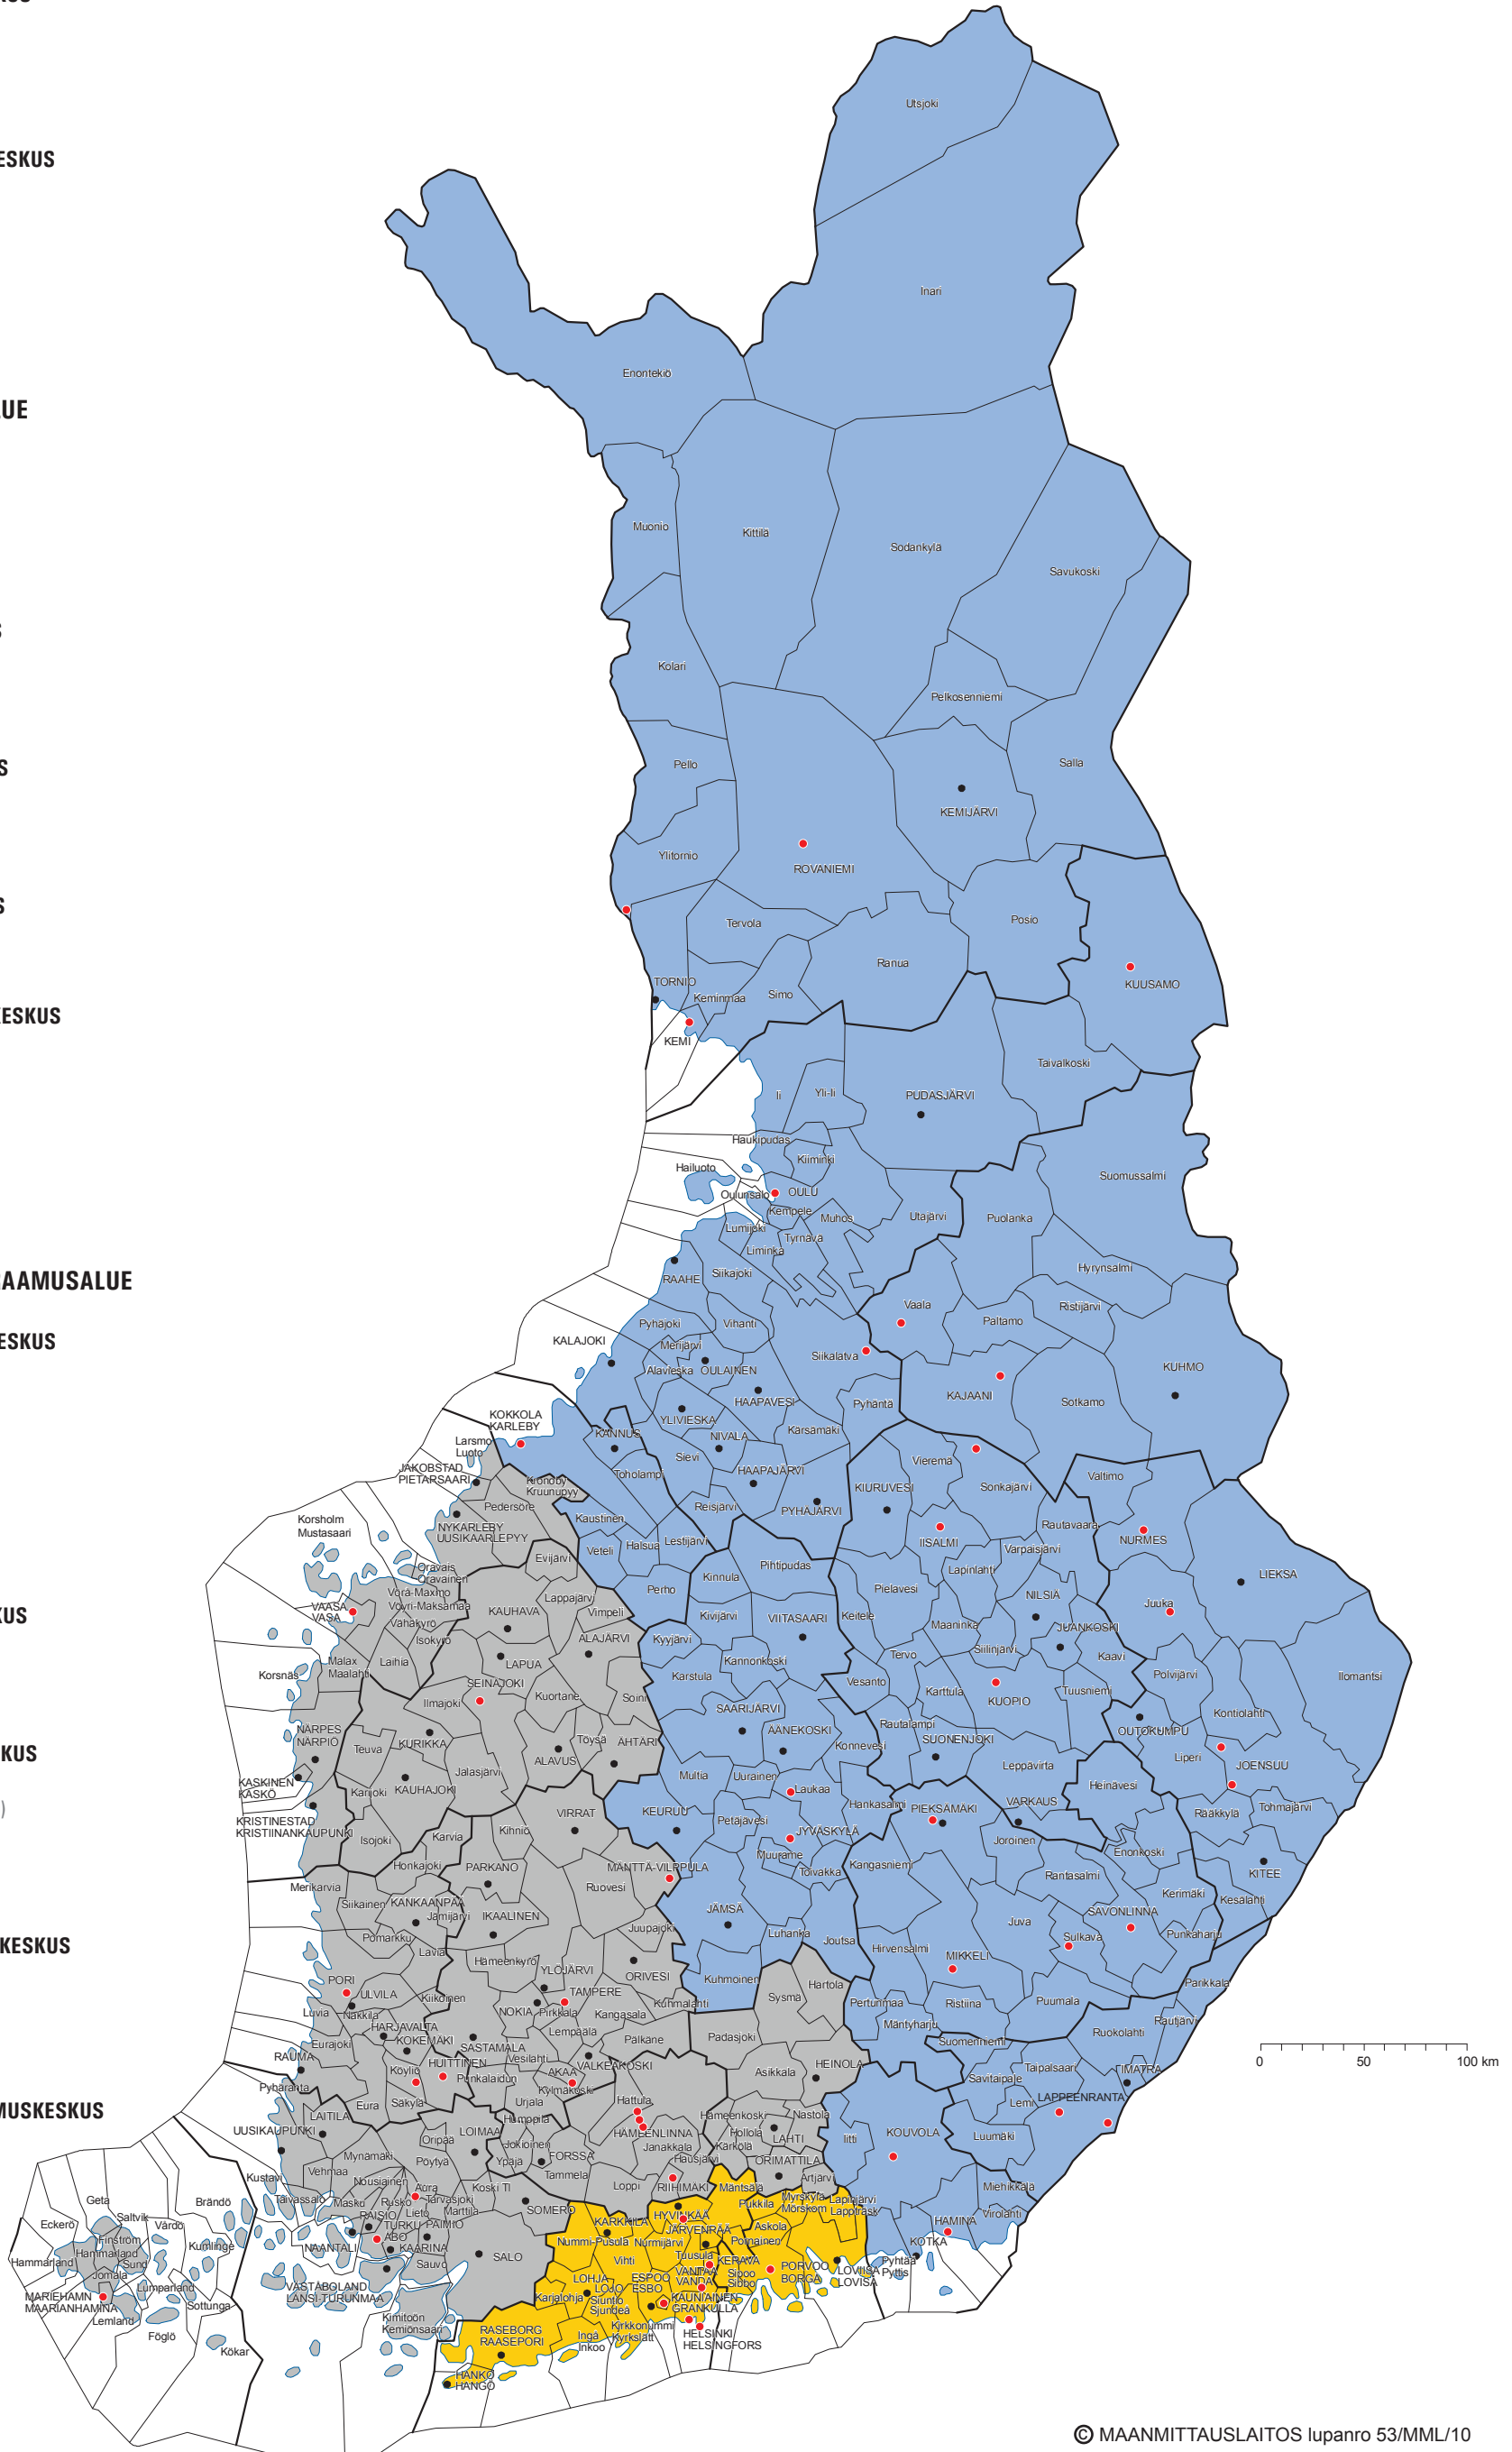 KUS
ESKUS
LUE
S
S
S
KESKUS
RAAMUSALUE
ESKUS
KUS
KUS
)
KESKUS
MUSKESKUS
Utsjoki
Inari
Enontekiö
Muonio
Kittilä
Sodankylä
Savukoski
Kolari
Pelkosenniemi
Pello
Salla
KEMIJÄRVI
Ylitornio
ROVANIEMI
Tervola
Posio
Ranua
KUUSAMO
TORNIO
Keminmaa
Simo
KEMI
Taivalkoski
Ii
Yli-Ii
PUDASJÄRVI
Haukipudas
Kiiminki
Hailuoto
Suomussalmi
Oulunsalo
OULU
Kempele
Muhos
Utajärvi
Puolanka
Lumijoki
Tyrnävä
Liminka
Hyrynsalmi
RAAHE
Siikajoki
Vaala
Ristijärvi
Paltamo
Pyhäjoki
Vihanti
KALAJOKI
Merijärvi
Siikalatva
Alavieska
OULAINEN
KUHMO
HAAPAVESI
Pyhäntä
KAJAANI
Sotkamo
KOKKOLA
KARLEBY
YLIVIESKA
KANNUS
NIVALA
Kärsämäki
Larsmo
Luoto
Sievi
Vieremä
JAKOBSTAD
PIETARSAARI
Toholampi
HAAPAJÄRVI
Valtimo
Kronoby
Kruunupyy
KIURUVESI
Sonkajärvi
Pedersöre
Reisjärvi
PYHÄJÄRVI
Korsholm
Mustasaari
Kaustinen
NYKARLEBY
UUSIKAARLEPYY
Rautavaara
NURMES
Lestijärvi
Halsua
Veteli
IISALMI
Varpaisjärvi
Evijärvi
Pihtipudas
Lapinlahti
LIEKSA
Oravais
Oravainen
Kinnula
Perho
Pielavesi
Vörå-Maxmo
Vöyri-Maksamaa
Lappajärvi
NILSIÄ
Juuka
VAASA
VASA
KAUHAVA
Vimpeli
Kivijärvi
VIITASAARI
Keitele
Vähäkyrö
Maaninka
JUANKOSKI
Isokyrö
ALAJÄRVI
Kyyjärvi
Siilinjärvi
Tervo
Kaavi
Malax
Maalahti
Laihia
LAPUA
Kannonkoski
Polvijärvi
Ilomantsi
Korsnäs
Karstula
Vesanto
SEINÄJOKI
Karttula
Tuusniemi
Ilmajoki
Kuortane
Soini
KUOPIO
SAARIJÄRVI
Kontiolahti
Rautalampi
NÄRPES
NÄRPIÖ
ÄÄNEKOSKI
OUTOKUMPU
Töysä
ÄHTÄRI
Konnevesi
SUONENJOKI
Teuva
KURIKKA
Liperi
ALAVUS
Leppävirta
JOENSUU
Jalasjärvi
Multia
Uurainen
KASKINEN
KASKÖ
Heinävesi
Karijoki
KAUHAJOKI
Laukaa
Hankasalmi
VARKAUS
PIEKSÄMÄKI
Tohmajärvi
KRISTINESTAD
KRISTIINANKAUPUNKI
VIRRAT
KEURUU
Petäjävesi
Rääkkylä
Kihniö
JYVÄSKYLÄ
Isojoki
Karvia
Joroinen
Enonkoski
Muurame
Honkajoki
PARKANO
MÄNTTÄ-VILPPULA
Toivakka
Kangasniemi
Rantasalmi
KITEE
Merikarvia
Ruovesi
Kerimäki
Kesälahti
Siikainen
KANKAANPÄÄ
Jämijärvi
IKAALINEN
JÄMSÄ
Juva
SAVONLINNA
Juupajoki
Luhanka
Joutsa
Sulkava
Punkaharju
Pomarkku
Hirvensalmi
Lavia
MIKKELI
Hämeenkyrö
YLÖJÄRVI
ORIVESI
Kuhmoinen
Hartola
Parikkala
PORI
ULVILA
TAMPERE
Sysmä
Pertunmaa
Ristiina
Puumala
Kiikoinen
Kuhmalahti
Luvia
Nakkila
NOKIA
Pirkkala
Kangasala
Mäntyharju
Rautjärvi
HARJAVALTA
Lempäälä
Ruokolahti
Padasjoki
Suomenniemi
Eurajoki
KOKEMÄKI
SASTAMALA
Pälkäne
RAUMA
Vesilahti
VALKEAKOSKI
HEINOLA
Taipalsaari
IMATRA
HUITTINEN
Asikkala
Savitaipale
Köyliö
Punkalaidun
AKAA
Pyhäranta
Kylmäkoski
LAPPEENRANTA
Eura
Säkylä
Urjala
Hattula
Lemi
LAITILA
Humppila
Hämeenkoski
Nastola
UUSIKAUPUNKI
LOIMAA
HÄMEENLINNA
Hollola
Iitti
KOUVOLA
Luumäki
Oripää
Jokioinen
Janakkala
Kärkölä
LAHTI
Mynämäki
Pöytyä
Ypäjä
FORSSA
Hausjärvi
ORIMATTILA
Vehmaa
Tammela
Kustavi
Nousiainen
Aura
Koski Tl
Loppi
RIIHIMÄKI
Mäntsälä
Artjärvi
Miehikkälä
Taivassalo
Masku
Rusko
Tarvasjoki
Geta
Brändö
Lieto
Marttila
SOMERO
Pukkila
Myrskylä
Mörskom
Lapinjärvi
Lappträsk
Saltvik
RAISIO
HYVINKÄÄ
Virolahti
Eckerö
Vårdö
TURKU
ÅBO
PAIMIO
KARKKILA
JÄRVENPÄÄ
Askola
HAMINA
Finström
Kumlinge
NAANTALI
KAARINA
Nummi-Pusula
Nurmijärvi
Pornainen
KOTKA
Hammarland
Hammarland
Sund
Sauvo
SALO
Vihti
Tuusula
KERAVA
PORVOO
BORGÅ
LOVIISA
LOVISA
Pyhtää
Pyttis
Jomala
VANTAA
VANDA
Sipoo
Sibbo
Lumparland
VÄSTÅBOLAND
LÄNSI-TURUNMAA
LOHJA
LOJO
ESPOO
ESBO
MARIEHAMN
MAARIANHAMINA
Sottunga
Karjalohja
Siuntio
Sjundeå
KAUNIAINEN
GRANKULLA
Lemland
Kimitoön
Kemiönsaari
Kirkkonummi
Kyrkslätt
Föglö
RASEBORG
RAASEPORI
Ingå
Inkoo
HELSINKI
HELSINGFORS
Kökar
HANKO
HANGÖ
0 50 100 km
© MAANMITTAUSLAITOS lupanro 53/MML/10